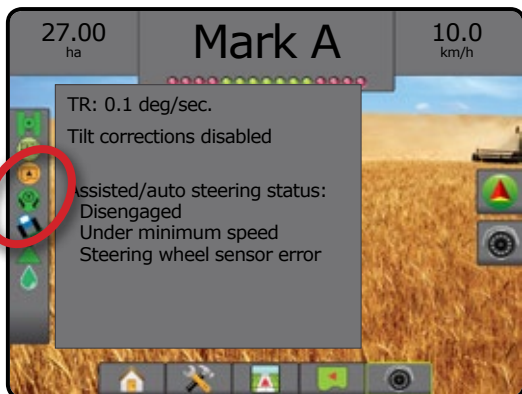 27.00
ha
Mark A
10.0
km/h
TR: 0.1 deg/sec.
Tilt corrections disabled
Assisted/auto steering status:
Disengaged
Under minimum speed
Steering wheel sensor error